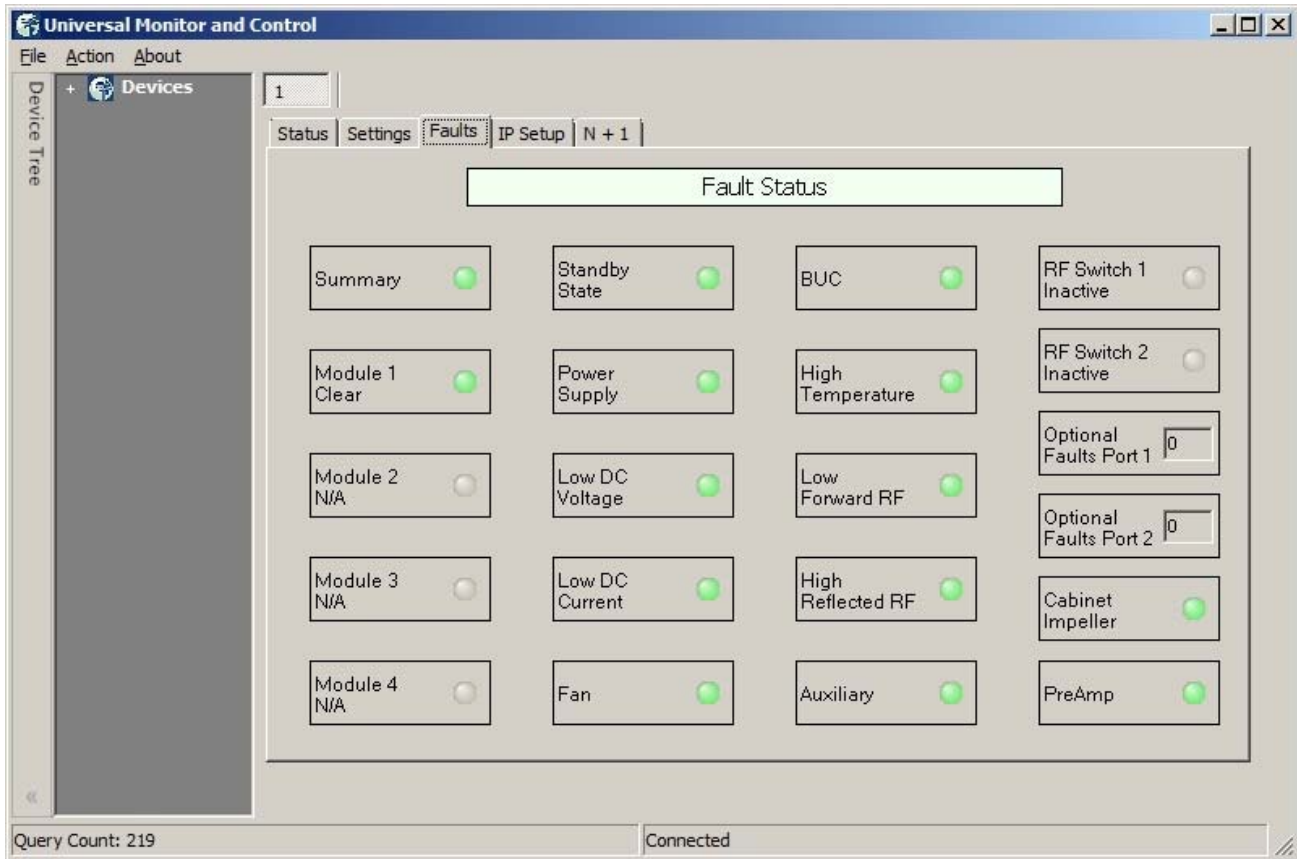 Universal Monitor and Control
File Action About
Device Tree
+ Devices
1
Status Settings Faults IP Setup N + 1
Fault Status
Summary
Module 1
Clear
Module 2
N/A
Module 3
N/A
Module 4
N/A
Standby
State
Power
Supply
Low DC
Voltage
Low DC
Current
Fan
BUC
High
Temperature
Low
Forward RF
High
Reflected RF
Auxiliary
RF Switch 1
Inactive
RF Switch 2
Inactive
Optional
Faults Port 1
0
Optional
Faults Port 2
0
Cabinet
Impeller
PreAmp
«
Query Count: 219
Connected